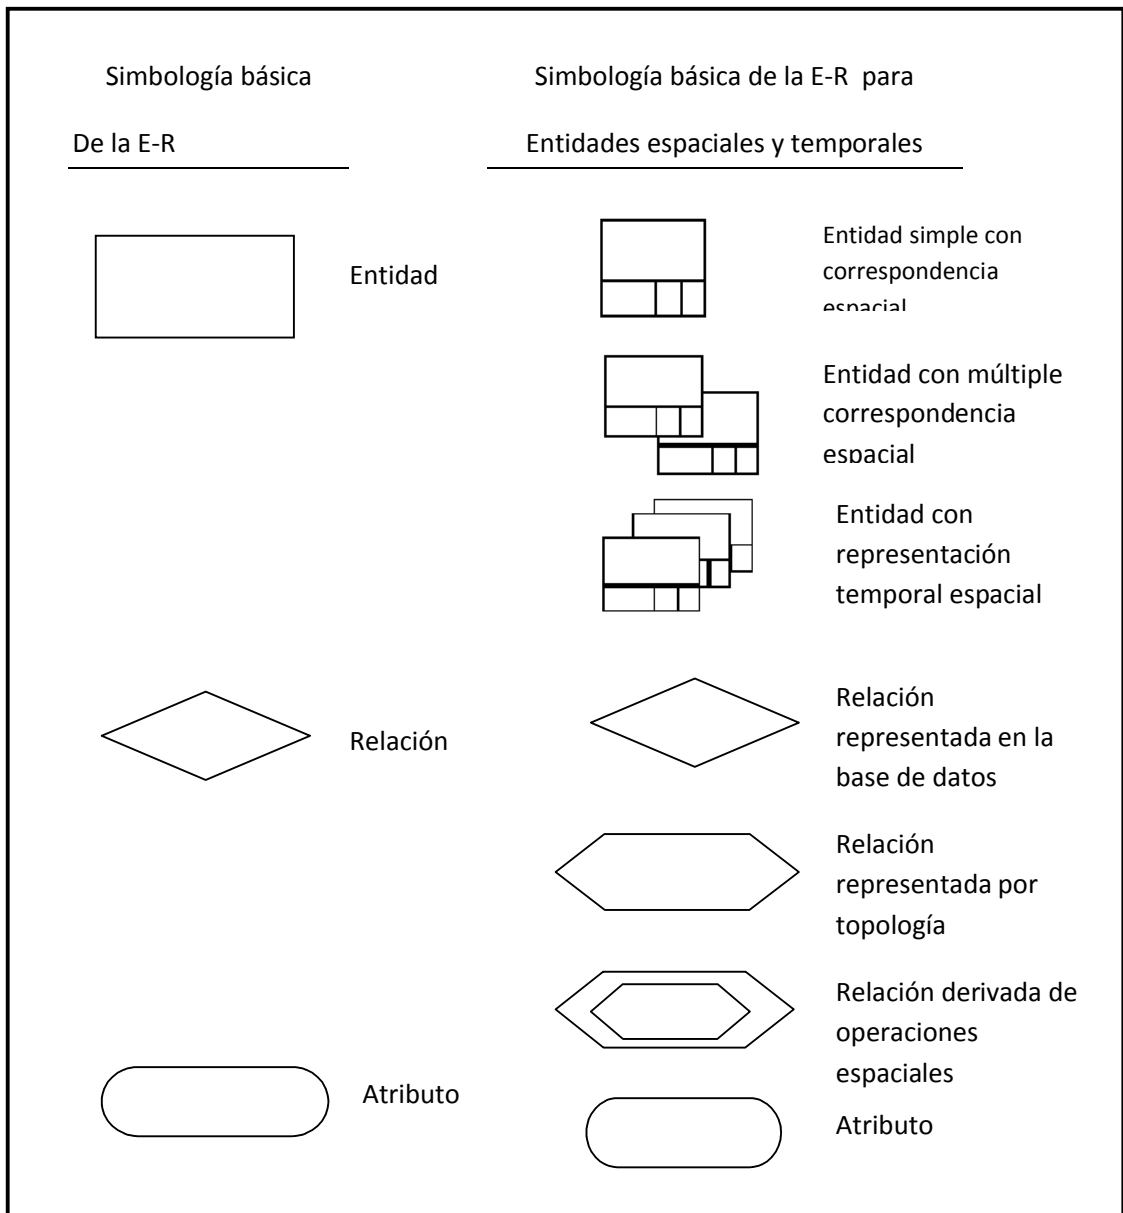 Simbología básica
De la E-R
Simbología básica de la E-R para
Entidades espaciales y temporales
Entidad
Entidad simple con
correspondencia
espacial
Entidad con múltiple
correspondencia
espacial
Entidad con
representación
temporal espacial
Relación
Relación
representada en la
base de datos
Relación
representada por
topología
Relación derivada de
operaciones
espaciales
Atributo
Atributo